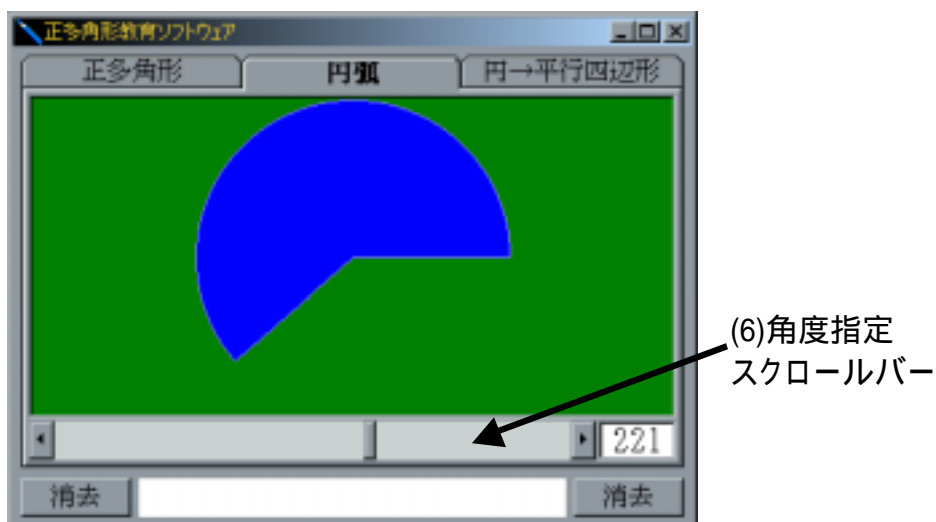 正多角形教育ソフトウェア
正多角形 円弧 円→平行四辺形
(6)角度指定
スクロールバー
221
消去 消去